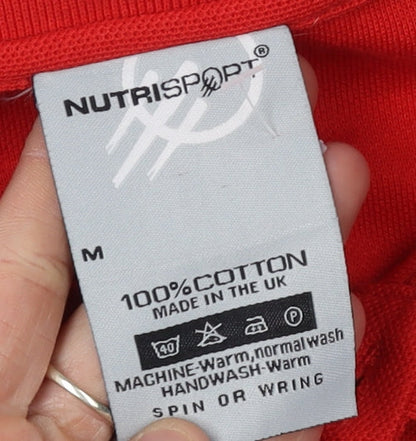 NUTRISPORT®
M
100% COTTON
MADE IN THE UK
40 P
MACHINE-Warm, normal wash
HANDWASH-Warm
SPIN OR WRING